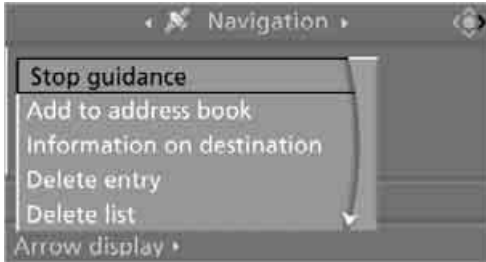 Navigation
Stop guidance
Add to address book
Information on destination
Delete entry
Delete list
Arrow display